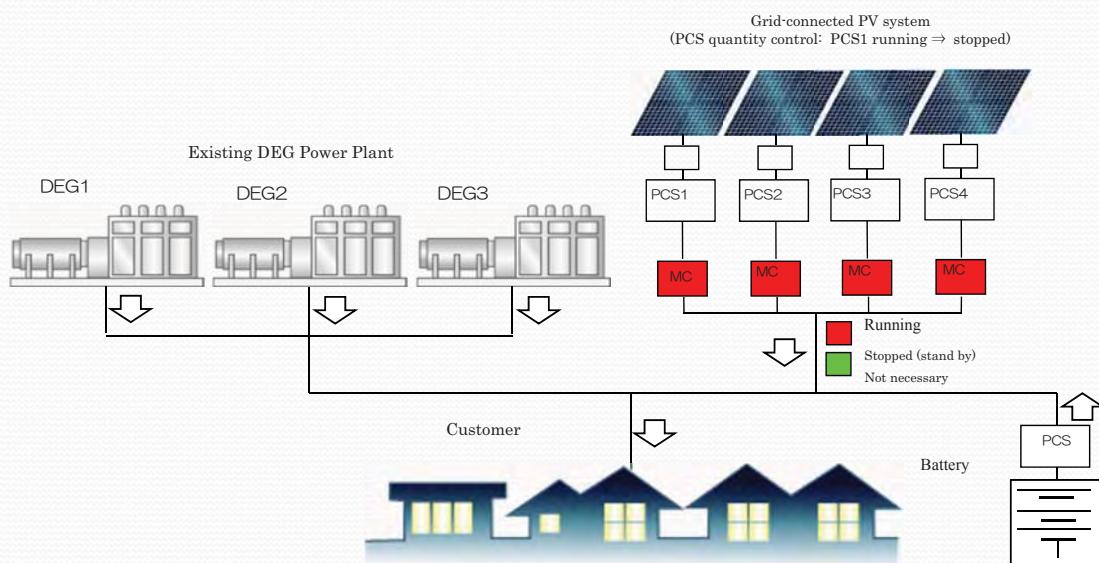 Grid-connected PV system
(PCS quantity control: PCS1 running ⇒ stopped)
Existing DEG Power Plant
DEG1
DEG2
DEG3
PCS1
PCS2
PCS3
PCS4
MC
MC
MC
MC
Running
Stopped (stand by)
Not necessary
Customer
Battery
PCS